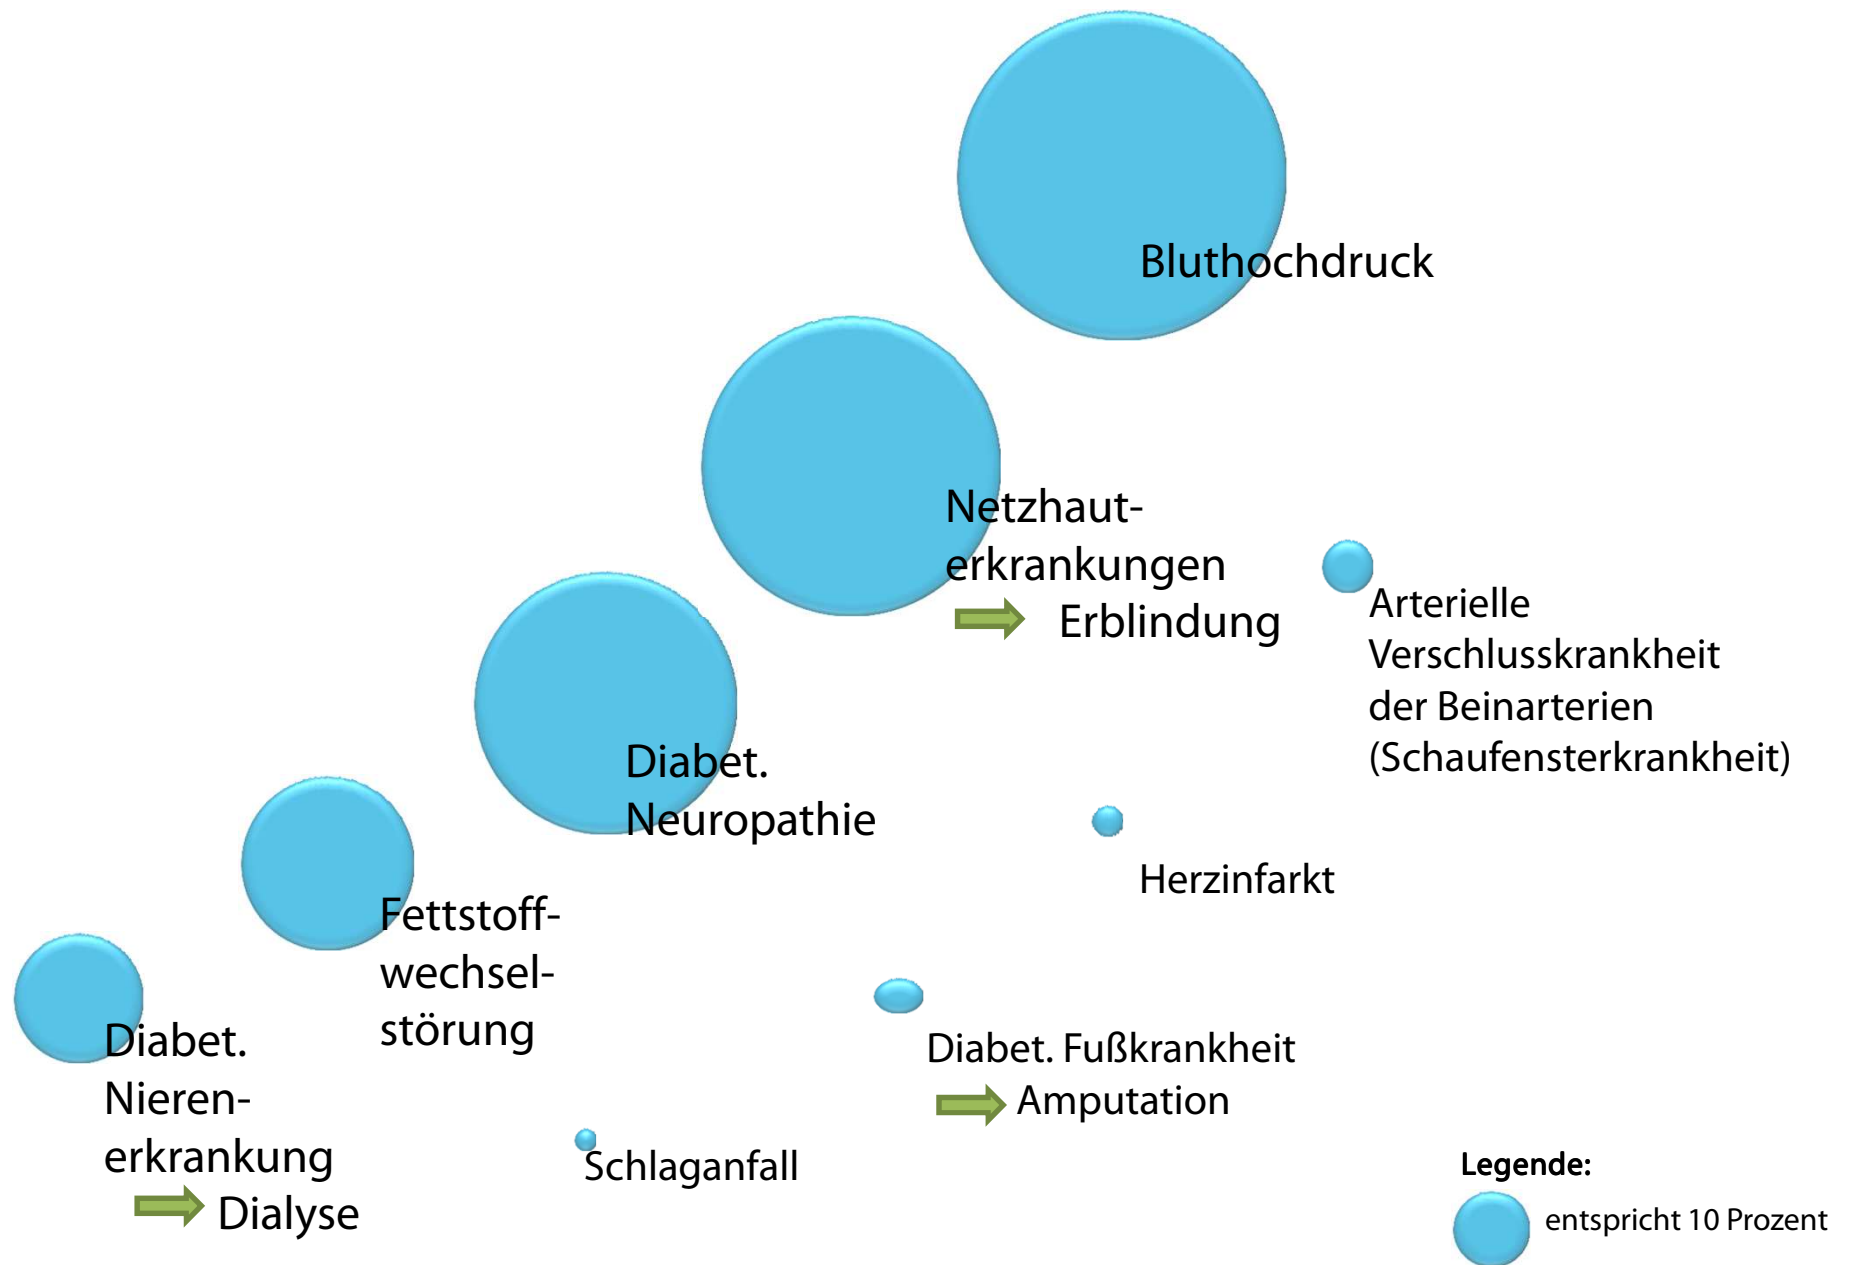 Bluthochdruck
Netzhaut-
erkrankungen
Erblindung
Arterielle
Verschlusskrankheit
der Beinarterien
(Schaufensterkrankheit)
Diabet.
Neuropathie
Herzinfarkt
Fettstoff-
wechsel-
störung
Diabet.
Nieren-
erkrankung
Dialyse
Diabet. Fußkrankheit
Amputation
Schlaganfall
Legende:
entspricht 10 Prozent